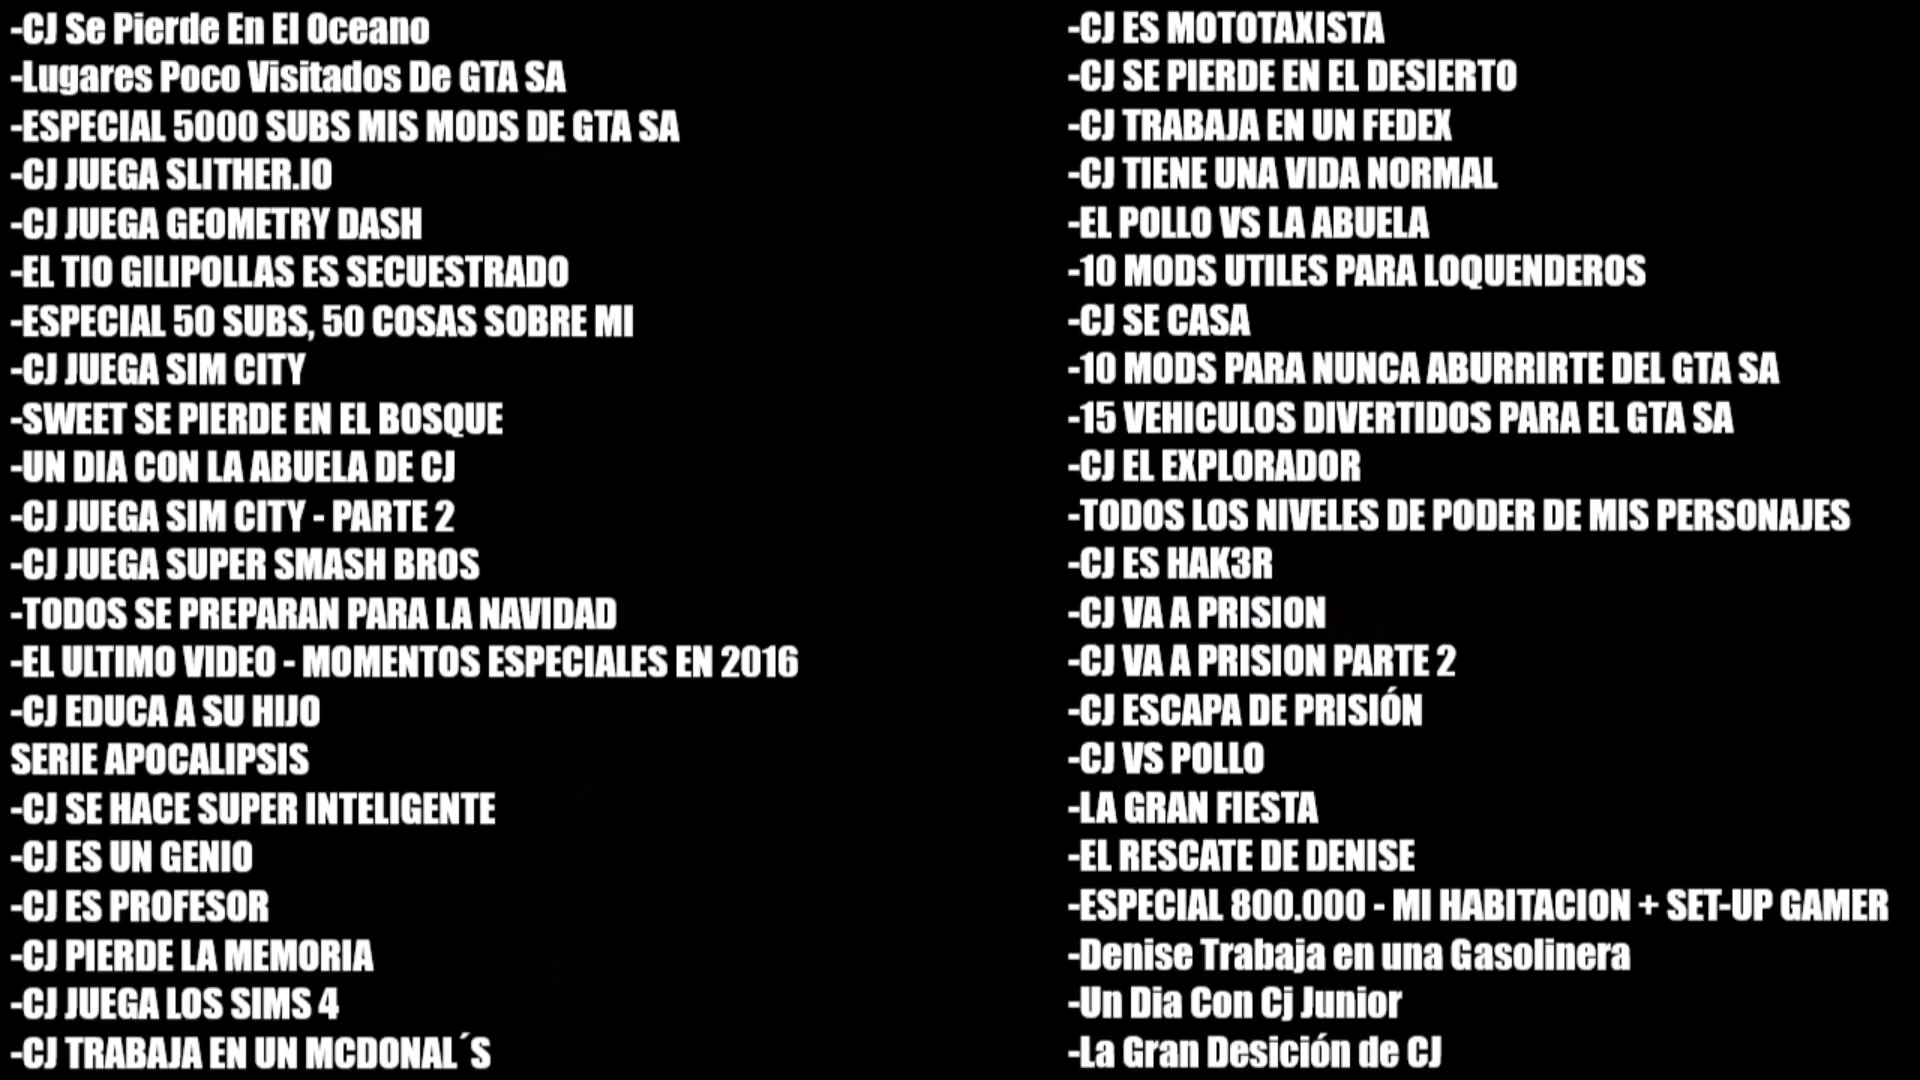 -CJ Se Pierde En El Oceano
-Lugares Poco Visitados De GTA SA
-ESPECIAL 5000 SUBS MIS MODS DE GTA SA
-CJ JUEGA SLITHER.IO
-CJ JUEGA GEOMETRY DASH
-EL TIO GILIPOLLAS ES SECUESTRADO
-ESPECIAL 50 SUBS, 50 COSAS SOBRE MI
-CJ JUEGA SIM CITY
-SWEET SE PIERDE EN EL BOSQUE
-UN DIA CON LA ABUELA DE CJ
-CJ JUEGA SIM CITY - PARTE 2
-CJ JUEGA SUPER SMASH BROS
-TODOS SE PREPARAN PARA LA NAVIDAD
-EL ULTIMO VIDEO - MOMENTOS ESPECIALES EN 2016
-CJ EDUCA A SU HIJO
SERIE APOCALIPSIS
-CJ SE HACE SUPER INTELIGENTE
-CJ ES UN GENIO
-CJ ES PROFESOR
-CJ PIERDE LA MEMORIA
-CJ JUEGA LOS SIMS 4
-CJ TRABAJA EN UN MCDONAL´S
-CJ ES MOTOTAXISTA
-CJ SE PIERDE EN EL DESIERTO
-CJ TRABAJA EN UN FEDEX
-CJ TIENE UNA VIDA NORMAL
-EL POLLO VS LA ABUELA
-10 MODS UTILES PARA LOQUENDEROS
-CJ SE CASA
-10 MODS PARA NUNCA ABURRIRTE DEL GTA SA
-15 VEHICULOS DIVERTIDOS PARA EL GTA SA
-CJ EL EXPLORADOR
-TODOS LOS NIVELES DE PODER DE MIS PERSONAJES
-CJ ES HAK3R
-CJ VA A PRISION
-CJ VA A PRISION PARTE 2
-CJ ESCAPA DE PRISIÓN
-CJ VS POLLO
-LA GRAN FIESTA
-EL RESCATE DE DENISE
-ESPECIAL 800.000 - MI HABITACION + SET-UP GAMER
-Denise Trabaja en una Gasolinera
-Un Dia Con Cj Junior
-La Gran Desición de CJ